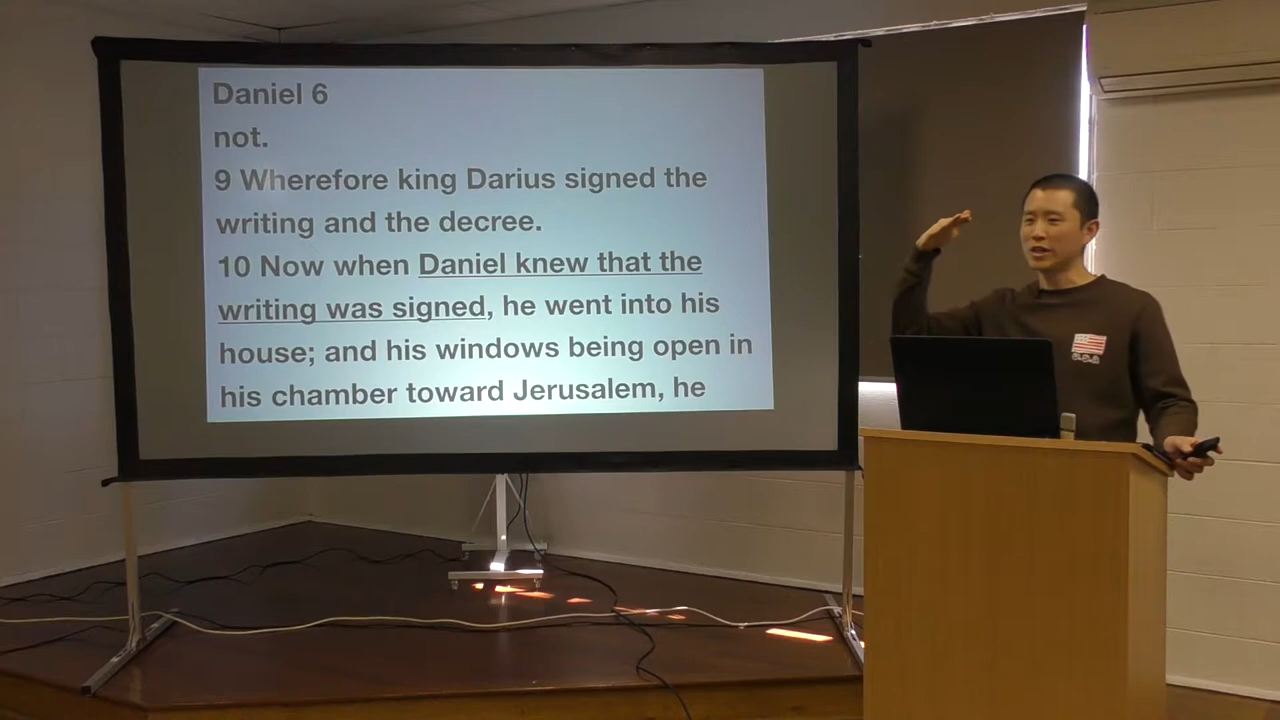 Daniel 6
not.
9 Wherefore king Darius signed the
writing and the decree.
10 Now when Daniel knew that the
writing was signed, he went into his
house; and his windows being open in
his chamber toward Jerusalem, he